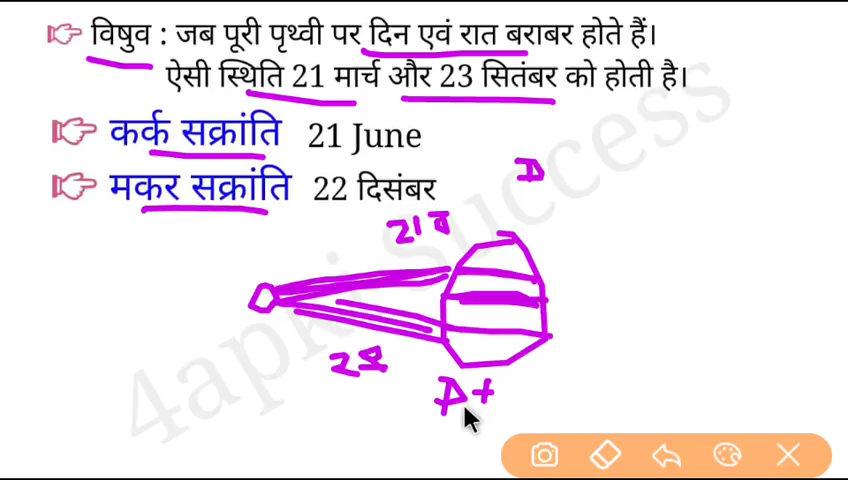 विषुव : जब पूरी पृथ्वी पर दिन एवं रात बराबर होते हैं।
ऐसी स्थिति 21 मार्च और 23 सितंबर को होती है।
कर्क सक्रांति 21 June
मकर सक्रांति 22 दिसंबर
D
21
D+
4apki Success